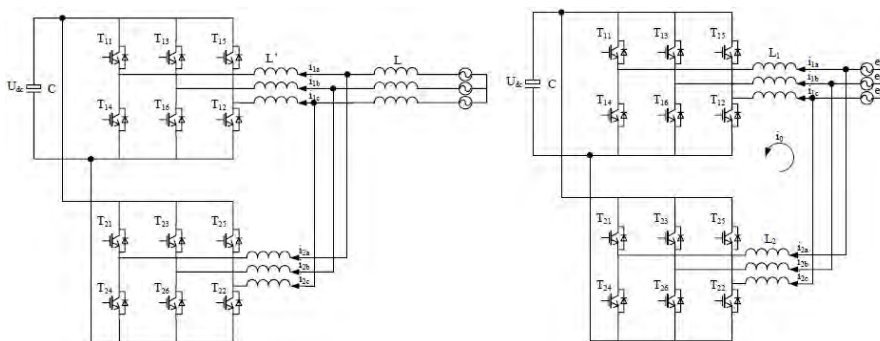 T11 T13 T15
L' i1a L
i1b
Udc C i1c
T14 T16 T12
T21 T23 T25
i2a
i2b
i2c
T24 T26 T22
T11 T13 T15
L1 i1a e
i1b e
Udc C i1c e
T14 T16 T12
i0
T21 T23 T25
L2 i2a
i2b
i2c
T24 T26 T22